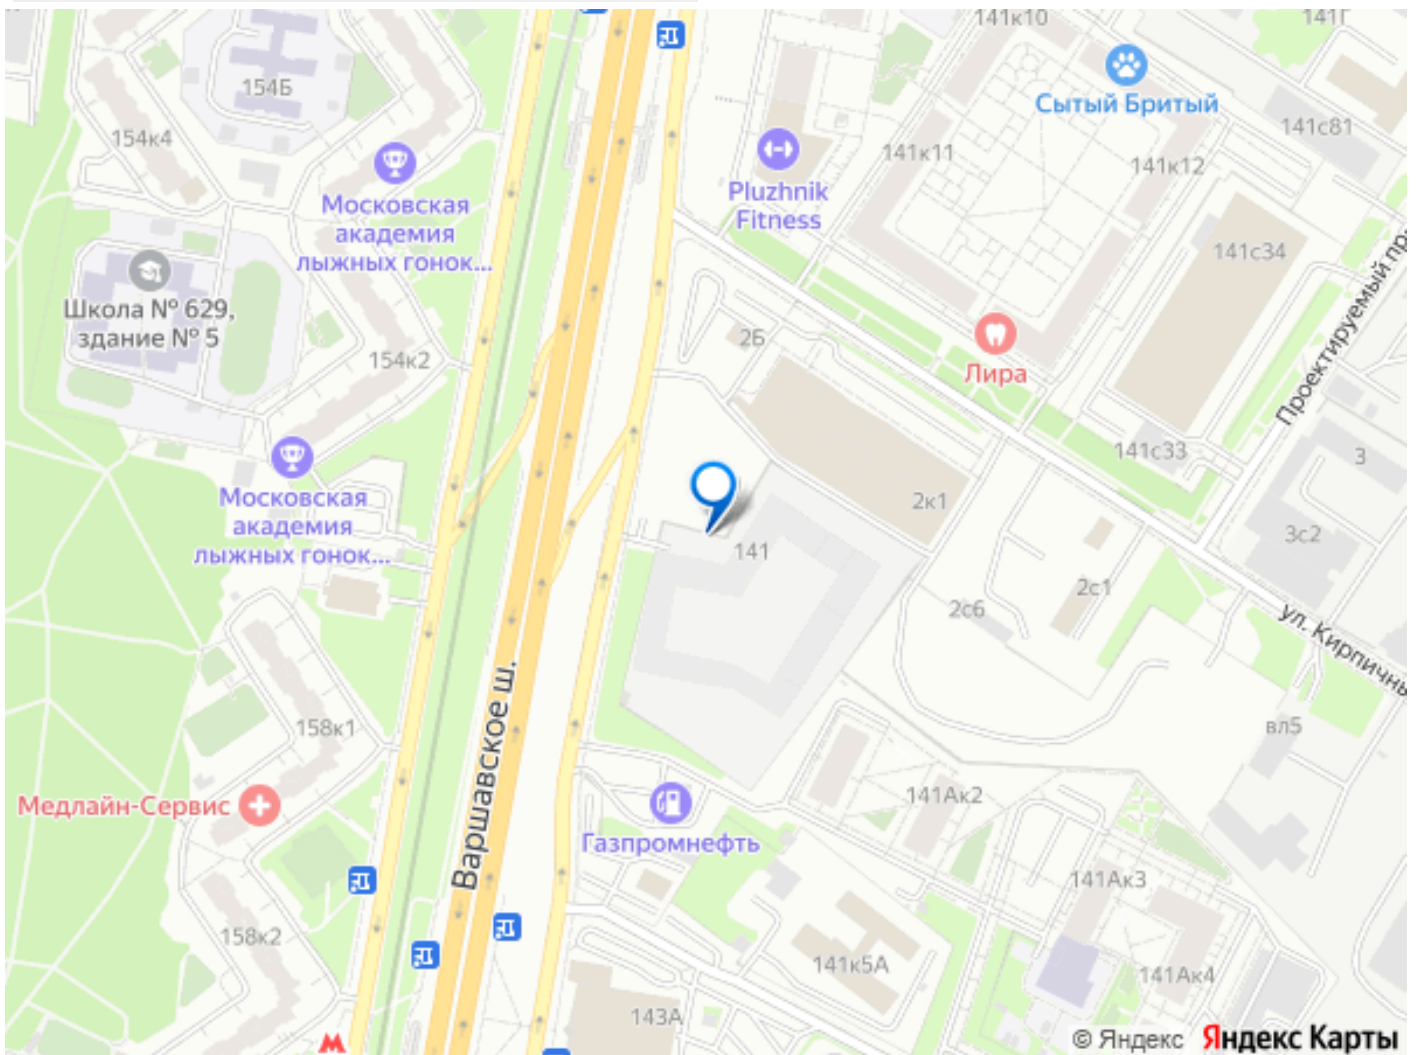 141к10
141Г
154Б
Сытый Бритый
154к4
141с81
141к11
141к12
Pluzhnik
Fitness
Московская
академия
лыжных гонок...
141с34
Школа № 629,
здание № 5
154к2
2Б
Лира
Проектируемый пр
141с33
3
Московская
академия
лыжных гонок...
2к1
3с2
141
2с1
2с6
ул. Кирпичны
Варшавское ш.
158к1
вл5
141Ак2
Медлайн-Сервис
Газпромнефть
141Ак3
158к2
141к5А
141Ак4
143А
© Яндекс Яндекс Карты